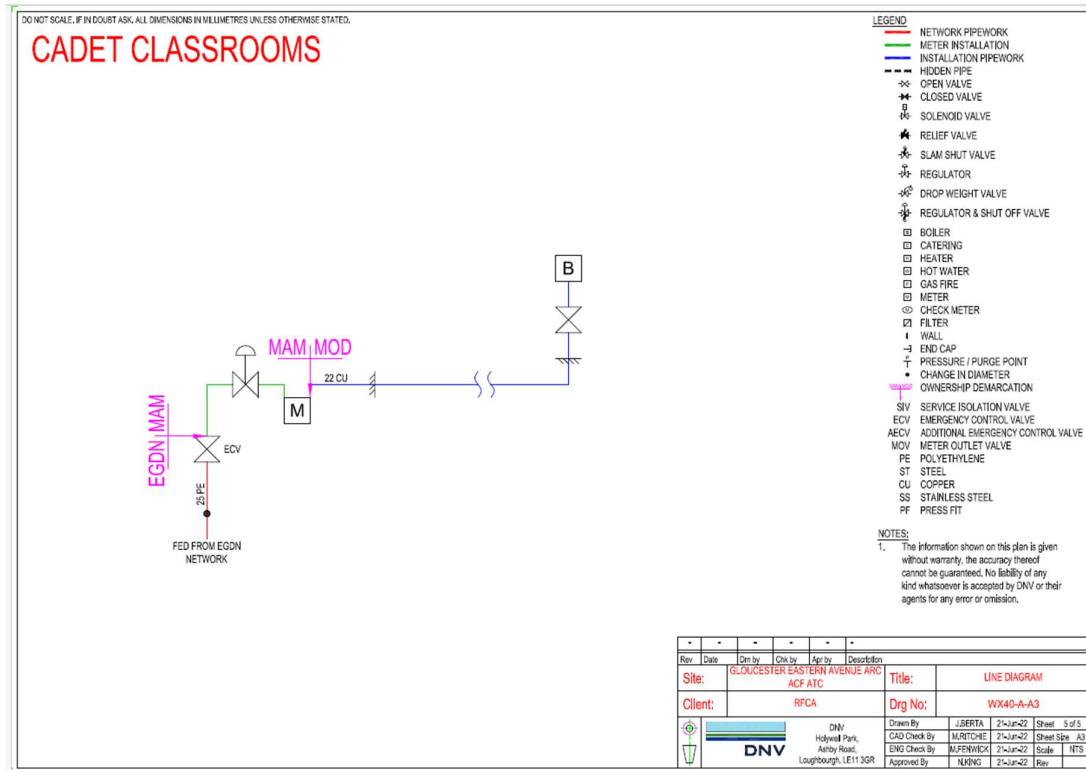 DO NOT SCALE. IF IN DOUBT ASK. ALL DIMENSIONS IN MILLIMETRES UNLESS OTHERWISE STATED.
CADET CLASSROOMS
B
MAM MOD
22 CU
M
EGDN MAM
ECV
25 PE
FED FROM EGDN
NETWORK
LEGEND
NETWORK PIPEWORK
METER INSTALLATION
INSTALLATION PIPEWORK
HIDDEN PIPE
OPEN VALVE
CLOSED VALVE
SOLENOID VALVE
RELIEF VALVE
SLAM SHUT VALVE
REGULATOR
DROP WEIGHT VALVE
REGULATOR & SHUT OFF VALVE
B BOILER
C CATERING
H HEATER
HOT WATER
F GAS FIRE
M METER
CHECK METER
FILTER
WALL
END CAP
P PRESSURE / PURGE POINT
CHANGE IN DIAMETER
OWNERSHIP DEMARCATION
SIV SERVICE ISOLATION VALVE
ECV EMERGENCY CONTROL VALVE
AECV ADDITIONAL EMERGENCY CONTROL VALVE
MOV METER OUTLET VALVE
PE POLYETHYLENE
ST STEEL
CU COPPER
SS STAINLESS STEEL
PF PRESS FIT
NOTES:
1. The information shown on this plan is given
without warranty, the accuracy thereof
cannot be guaranteed. No liability of any
kind whatsoever is accepted by DNV or their
agents for any error or omission.
- - - - - -
Rev Date Drn by Chk by Apr by Description
Site: GLOUCESTER EASTERN AVENUE ARC
ACF ATC
Title: LINE DIAGRAM
Client: RFCA
Drg No: WX40-A-A3
DNV
DNV
Holywell Park,
Ashby Road,
Loughbourgh, LE11 3GR
Drawn By J.BERTA 21-Jun-22 Sheet 5 of 5
CAD Check By M.RITCHIE 21-Jun-22 Sheet Size A3
ENG Check By M.FENWICK 21-Jun-22 Scale NTS
Approved By N.KING 21-Jun-22 Rev